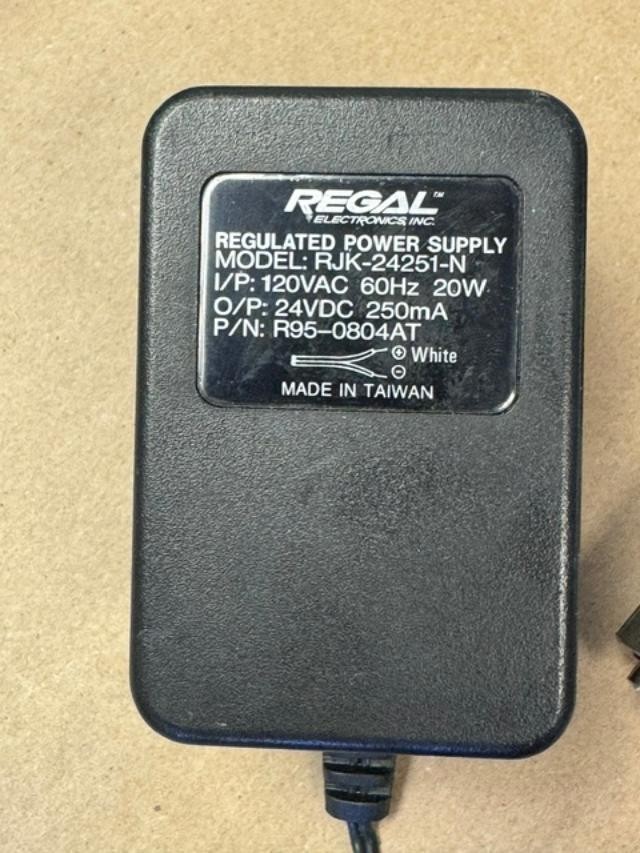 REGAL™
ELECTRONICS, INC.
REGULATED POWER SUPPLY
MODEL: RJK-24251-N
I/P: 120VAC 60Hz 20W
O/P: 24VDC 250mA
P/N: R95-0804AT
⊕ White
⊖
MADE IN TAIWAN